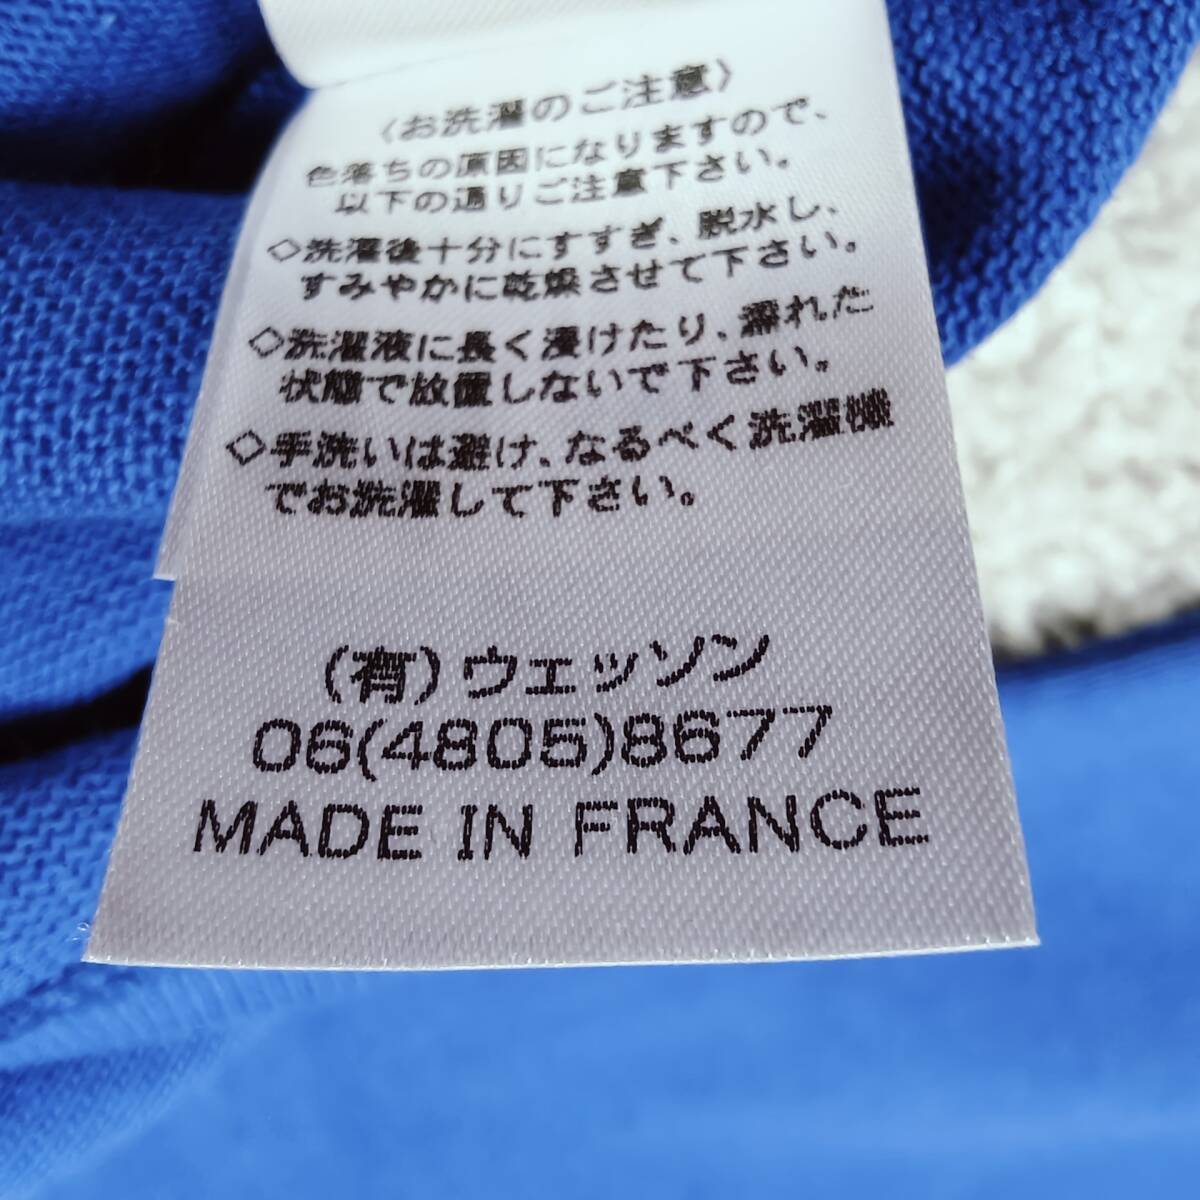 〈お洗濯のご注意〉
色落ちの原因になりますので、
以下の通りご注意下さい。
◇洗濯後十分にすすぎ、脱水し、
すみやかに乾燥させて下さい。
◇洗濯液に長く浸けたり、濡れた
状態で放置しないで下さい。
◇手洗いは避け、なるべく洗濯機
でお洗濯して下さい。
(有)ウェッソン
06(4805)8677
MADE IN FRANCE